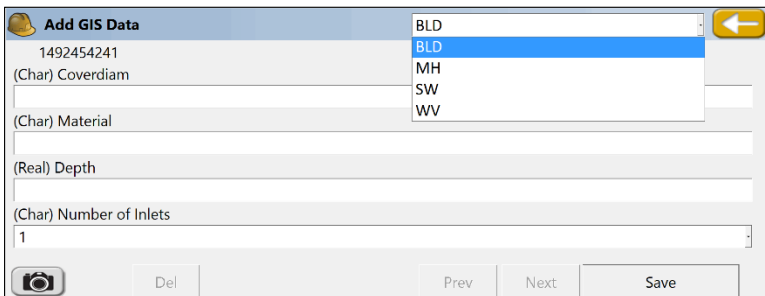 Add GIS Data
BLD
BLD
MH
SW
WV
1492454241
(Char) Coverdiam
(Char) Material
(Real) Depth
(Char) Number of Inlets
1
Del
Prev
Next
Save